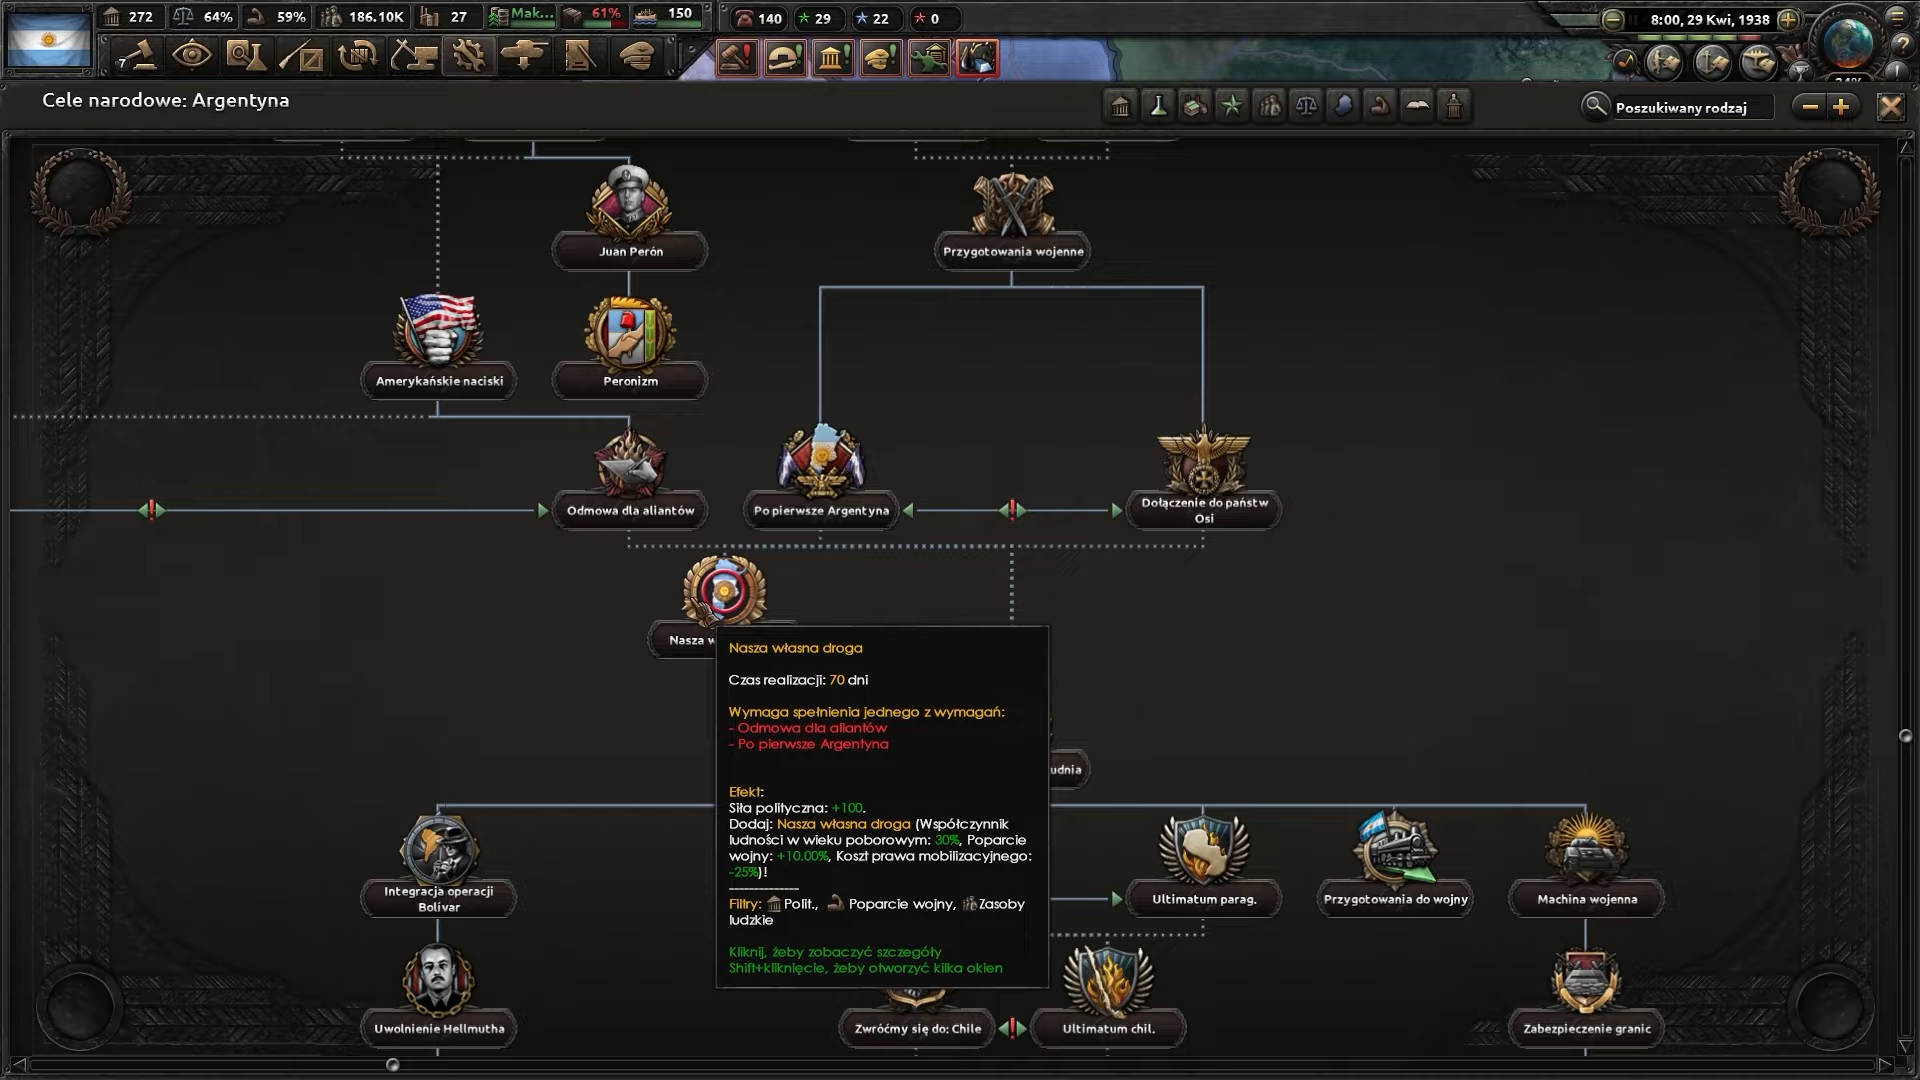 272
64%
59%
186.10K
27
Mak...
61%
150
140
29
22
0
8:00, 29 Kwi, 1938
7
24%
Cele narodowe: Argentyna
Poszukiwany rodzaj
Juan Perón
Przygotowania wojenne
Amerykańskie naciski
Peronizm
Odmowa dla aliantów
Po pierwsze Argentyna
Dołączenie do państw
Osi
Nasza w
Nasza własna droga
Czas realizacji: 70 dni
Wymaga spełnienia jednego z wymagań:
- Odmowa dla aliantów
- Po pierwsze Argentyna
Efekt:
Siła polityczna: +100.
Dodaj: Nasza własna droga (Współczynnik
ludności w wieku poborowym: 30%, Poparcie
wojny: +10.00%, Koszt prawa mobilizacyjnego:
-25%)!
---------------
Filtry: Polit., Poparcie wojny, Zasoby
ludzkie
Kliknij, żeby zobaczyć szczegóły
Shift+kliknięcie, żeby otworzyć kilka okien
udnia
Integracja operacji
Bolívar
Ultimatum parag.
Przygotowania do wojny
Machina wojenna
Uwolnienie Hellmutha
Zwróćmy się do: Chile
Ultimatum chil.
Zabezpieczenie granic